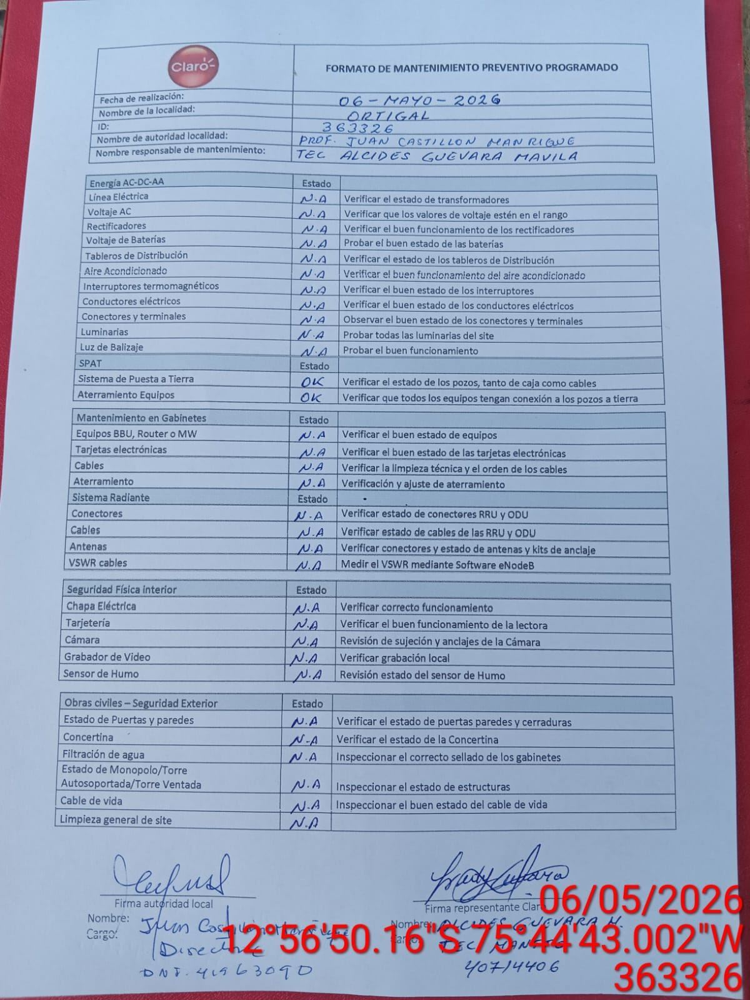 Claro
FORMATO DE MANTENIMIENTO PREVENTIVO PROGRAMADO
Fecha de realización: 06-MAYO-2026
Nombre de la localidad: ORTIGAL
ID: 363326
Nombre de autoridad localidad: PROF. JUAN CASTILLON MANRIQUE
Nombre responsable de mantenimiento: TEC ALCIDES GUEVARA MAVILA
Energía AC-DC-AA Estado
Línea Eléctrica N.A Verificar el estado de transformadores
Voltaje AC N.A Verificar que los valores de voltaje estén en el rango
Rectificadores N.A Verificar el buen funcionamiento de los rectificadores
Voltaje de Baterías N.A Probar el buen estado de las baterías
Tableros de Distribución N.A Verificar el estado de los tableros de Distribución
Aire Acondicionado N.A Verificar el buen funcionamiento del aire acondicionado
Interruptores termomagnéticos N.A Verificar el buen estado de los interruptores
Conductores eléctricos N.A Verificar el buen estado de los conductores eléctricos
Conectores y terminales N.A Observar el buen estado de los conectores y terminales
Luminarias N.A Probar todas las luminarias del site
Luz de Balizaje N.A Probar el buen funcionamiento
SPAT Estado
Sistema de Puesta a Tierra OK Verificar el estado de los pozos, tanto de caja como cables
Aterramiento Equipos OK Verificar que todos los equipos tengan conexión a los pozos a tierra
Mantenimiento en Gabinetes Estado
Equipos BBU, Router o MW N.A Verificar el buen estado de equipos
Tarjetas electrónicas N.A Verificar el buen estado de las tarjetas electrónicas
Cables N.A Verificar la limpieza técnica y el orden de los cables
Aterramiento N.A Verificación y ajuste de aterramiento
Sistema Radiante Estado
Conectores N.A Verificar estado de conectores RRU y ODU
Cables N.A Verificar estado de cables de las RRU y ODU
Antenas N.A Verificar conectores y estado de antenas y kits de anclaje
VSWR cables N.A Medir el VSWR mediante Software eNodeB
Seguridad Física interior Estado
Chapa Eléctrica N.A Verificar correcto funcionamiento
Tarjetería N.A Verificar el buen funcionamiento de la lectora
Cámara N.A Revisión de sujeción y anclajes de la Cámara
Grabador de Video N.A Verificar grabación local
Sensor de Humo N.A Revisión estado del sensor de Humo
Obras civiles – Seguridad Exterior Estado
Estado de Puertas y paredes N.A Verificar el estado de puertas paredes y cerraduras
Concertina N-A Verificar el estado de la Concertina
Filtración de agua N.A Inspeccionar el correcto sellado de los gabinetes
Estado de Monopolo/Torre
Autosoportada/Torre Ventada N.A Inspeccionar el estado de estructuras
Cable de vida N.A Inspeccionar el buen estado del cable de vida
Limpieza general de site N.A
Firma autoridad local Firma representante Claro
Nombre: Juan Nombre: ALCIDES GUEVARA M.
Cargo: Cargo: TEC
DNI. 41963090 40714406
06/05/2026
12°56'50.16"S 75°44'43.002"W
363326